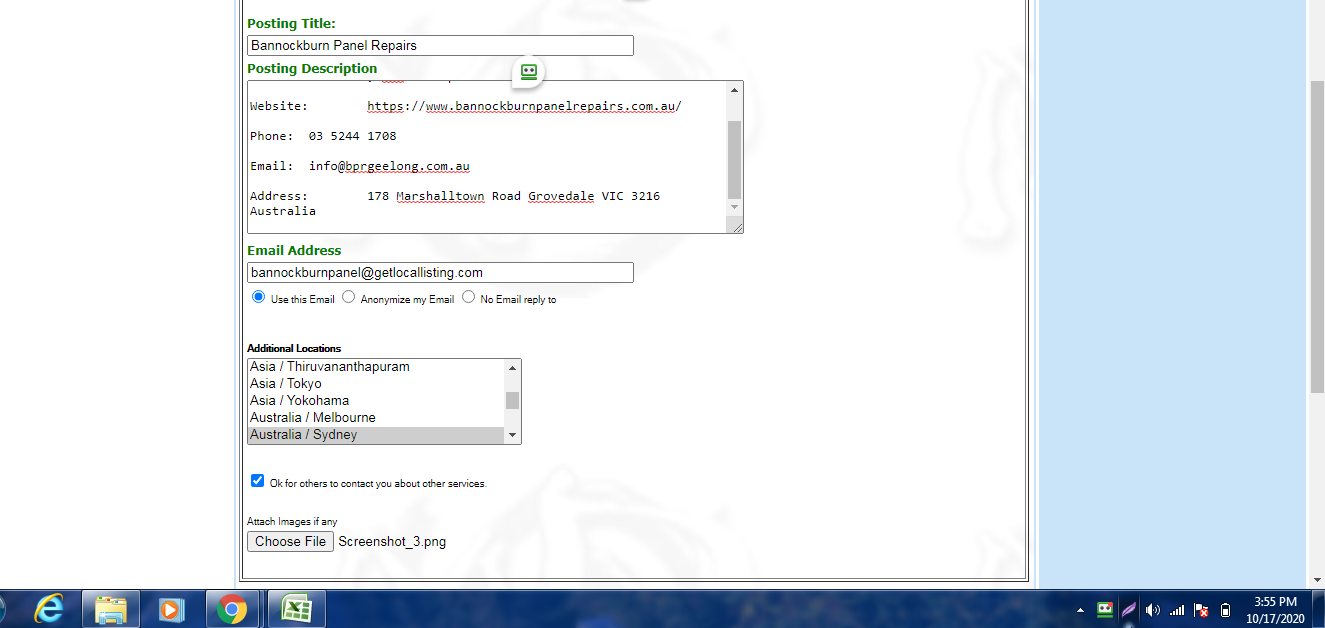 Posting Title:
Bannockburn Panel Repairs
Posting Description
Website: https://www.bannockburnpanelrepairs.com.au/
Phone: 03 5244 1708
Email: info@bprgeelong.com.au
Address: 178 Marshalltown Road Grovedale VIC 3216
Australia
Email Address
bannockburnpanel@getlocallisting.com
Use this Email Anonymize my Email No Email reply to
Additional Locations
Asia / Thiruvananthapuram
Asia / Tokyo
Asia / Yokohama
Australia / Melbourne
Australia / Sydney
Ok for others to contact you about other services.
Attach Images if any
Choose File Screenshot_3.png
3:55 PM
10/17/2020